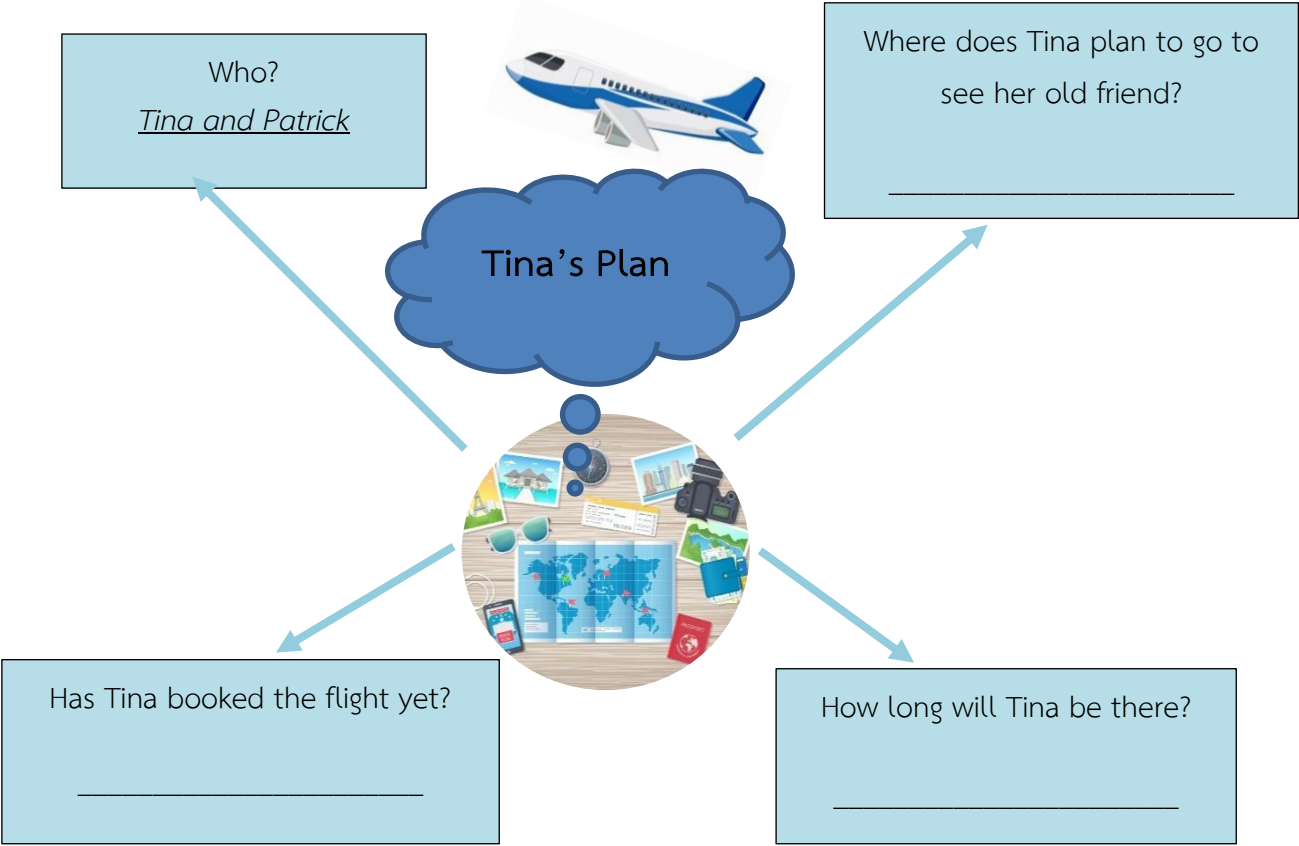 Who?
Tina and Patrick
Where does Tina plan to go to
see her old friend?
Tina's Plan
Has Tina booked the flight yet?
How long will Tina be there?